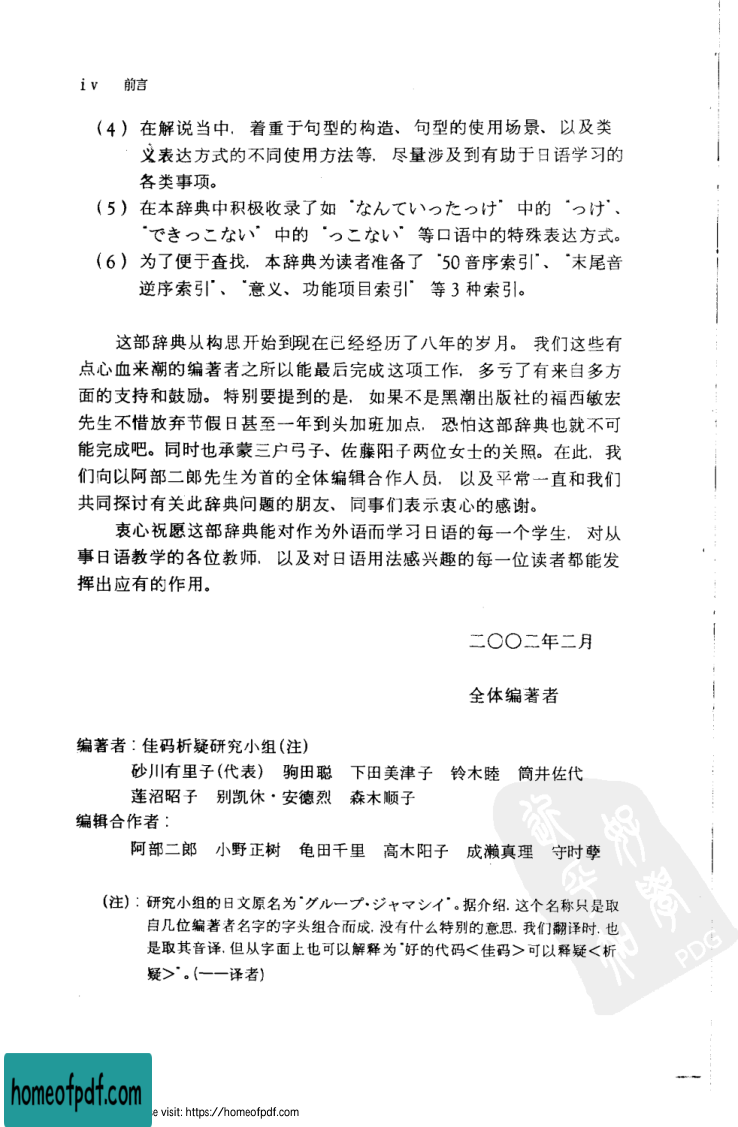 iv 前言
(4) 在解说当中，着重于句型的构造、句型的使用场景、以及类
义表达方式的不同使用方法等，尽量涉及到有助于日语学习的
各类事项。
(5) 在本辞典中积极收录了如“なんていったっけ”中的“っけ”、
“できっこない”中的“っこない”等口语中的特殊表达方式。
(6) 为了便于查找，本辞典为读者准备了“50音序索引”、“末尾音
逆序索引”、“意义、功能项目索引”等3种索引。
这部辞典从构思开始到现在已经经历了八年的岁月。我们这些有
点心血来潮的编著者之所以能最后完成这项工作，多亏了有来自多方
面的支持和鼓励。特别要提到的是，如果不是黑潮出版社的福西敏宏
先生不惜放弃节假日甚至一年到头加班加点，恐怕这部辞典也就不可
能完成吧。同时也承蒙三户弓子、佐藤阳子两位女士的关照。在此，我
们向以阿部二郎先生为首的全体编辑合作人员，以及平常一直和我们
共同探讨有关此辞典问题的朋友、同事们表示衷心的感谢。
衷心祝愿这部辞典能对作为外语而学习日语的每一个学生，对从
事日语教学的各位教师，以及对日语用法感兴趣的每一位读者都能发
挥出应有的作用。
二〇〇二年二月
全体编著者
编著者：佳码析疑研究小组(注)
砂川有里子(代表) 驹田聪 下田美津子 铃木睦 筒井佐代
莲沼昭子 别凯休·安德烈 森木顺子
编辑合作者：
阿部二郎 小野正树 龟田千里 高木阳子 成濑真理 守时孽
(注)：研究小组的日文原名为“グループ・ジャマシイ”。据介绍，这个名称只是取
自几位编著者名字的字头组合而成，没有什么特别的意思。我们翻译时，也
是取其音译，但从字面上也可以解释为“好的代码<佳码>可以释疑<析
疑>”。(——译者)
PDG
homeofpdf.com
e visit: https://homeofpdf.com